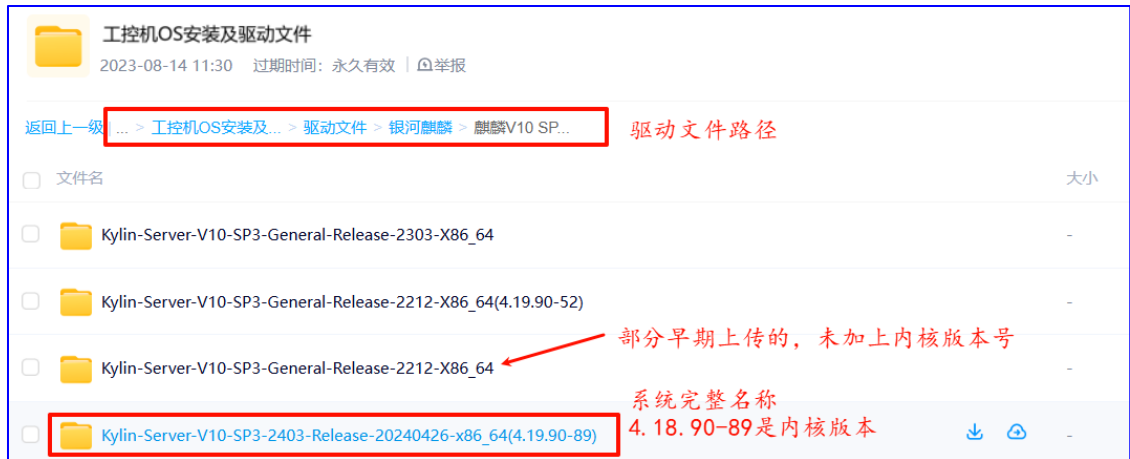 工控机OS安装及驱动文件
2023-08-14 11:30 过期时间：永久有效 举报
返回上一级 | ... > 工控机OS安装及... > 驱动文件 > 银河麒麟 > 麒麟V10 SP...
驱动文件路径
文件名 大小
Kylin-Server-V10-SP3-General-Release-2303-X86_64 -
Kylin-Server-V10-SP3-General-Release-2212-X86_64(4.19.90-52) -
部分早期上传的，未加上内核版本号
Kylin-Server-V10-SP3-General-Release-2212-X86_64 -
系统完整名称
Kylin-Server-V10-SP3-2403-Release-20240426-x86_64(4.19.90-89) -
4.18.90-89是内核版本